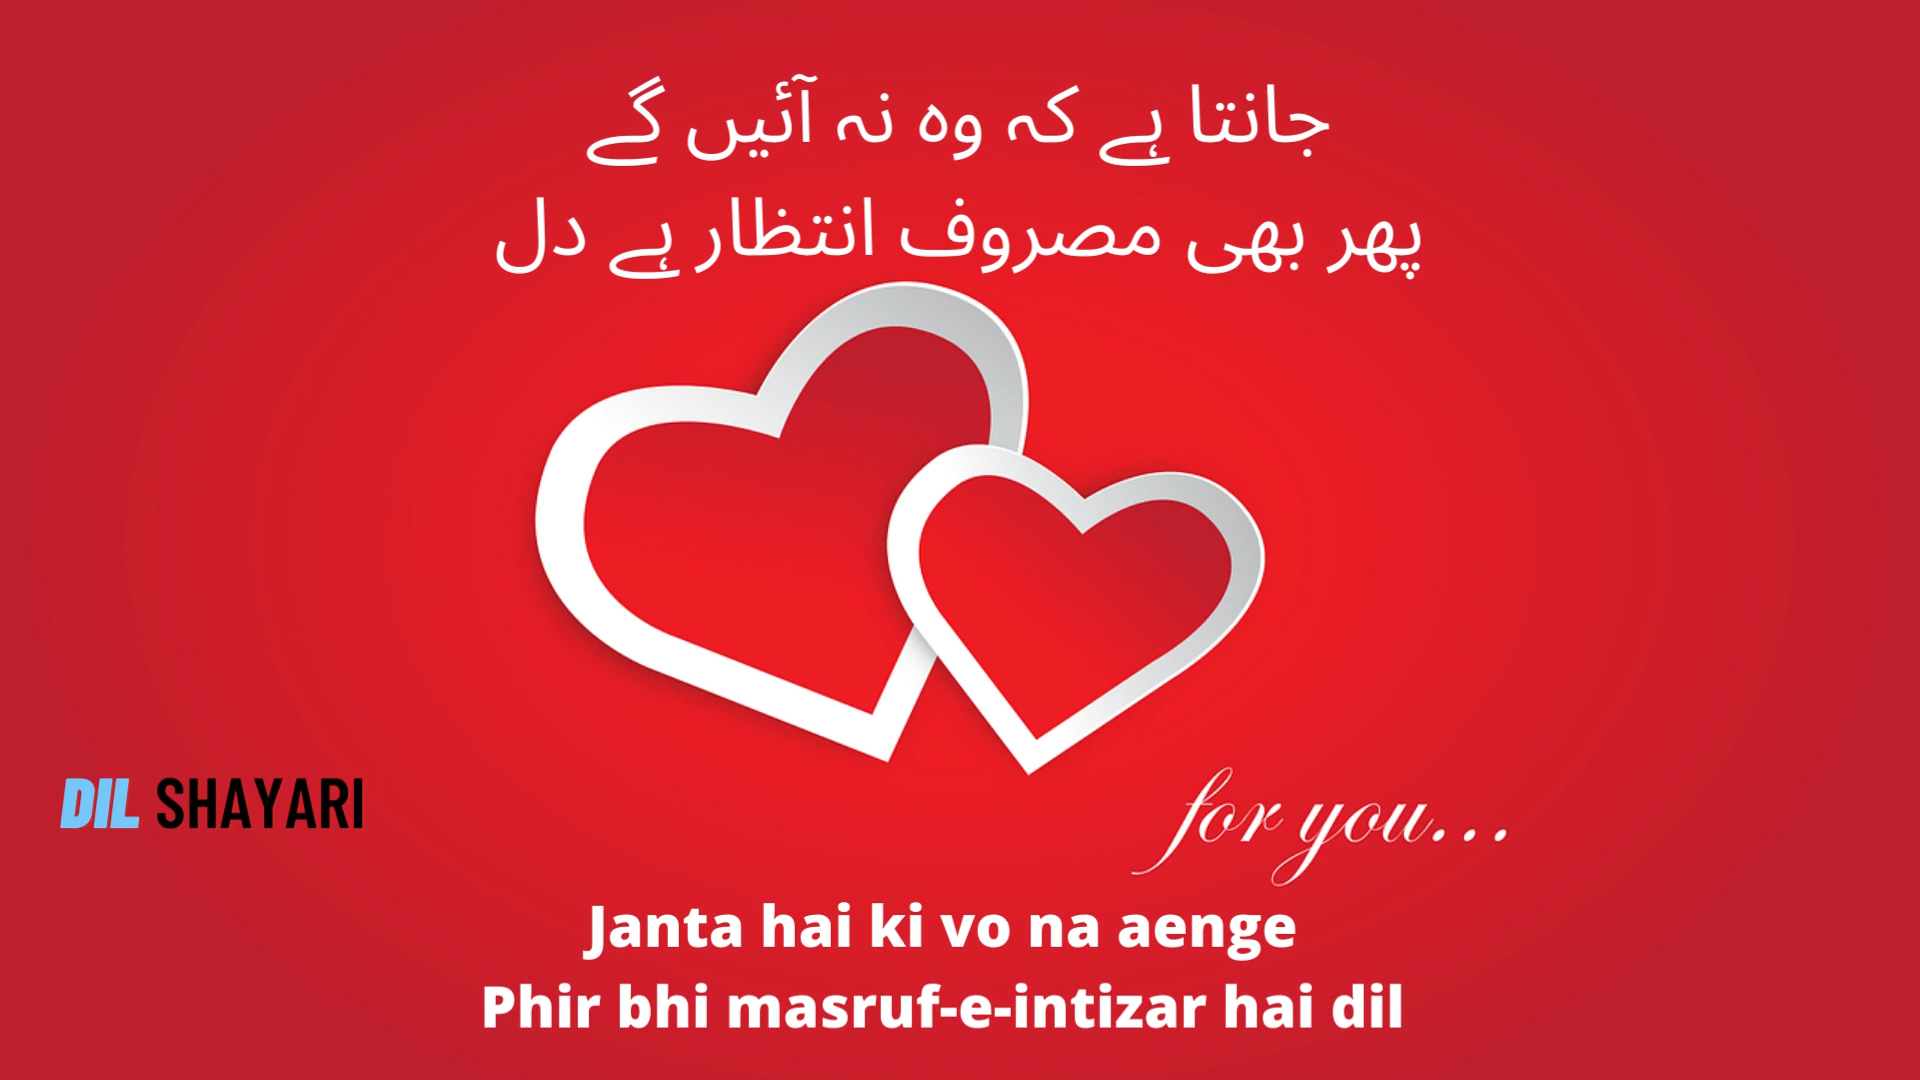 جانتا ہے کہ وہ نہ آئیں گے
پھر بھی مصروف انتظار ہے دل
DIL SHAYARI
for you...
Janta hai ki vo na aenge
Phir bhi masruf-e-intizar hai dil